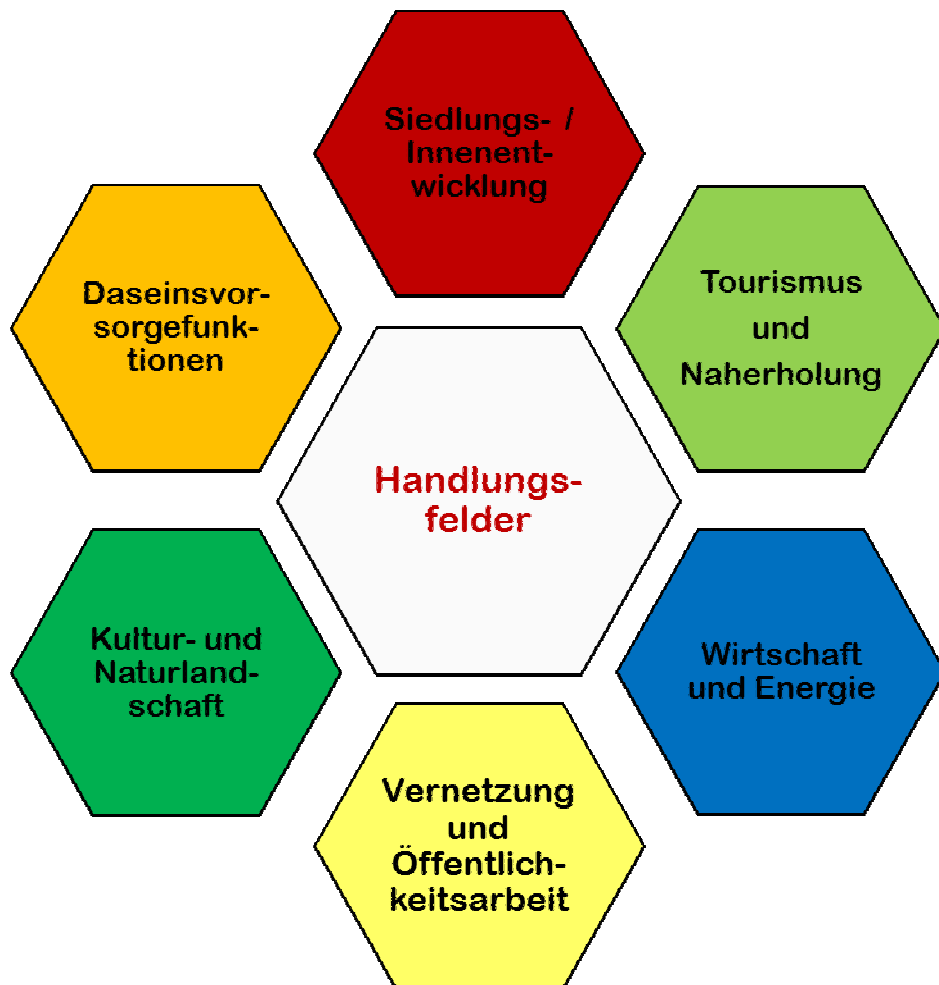 Siedlungs- /
Innenent-
wicklung
Daseinsvor-
sorgefunk-
tionen
Tourismus
und
Naherholung
Handlungs-
felder
Kultur- und
Naturland-
schaft
Wirtschaft
und Energie
Vernetzung
und
Öffentlich-
keitsarbeit